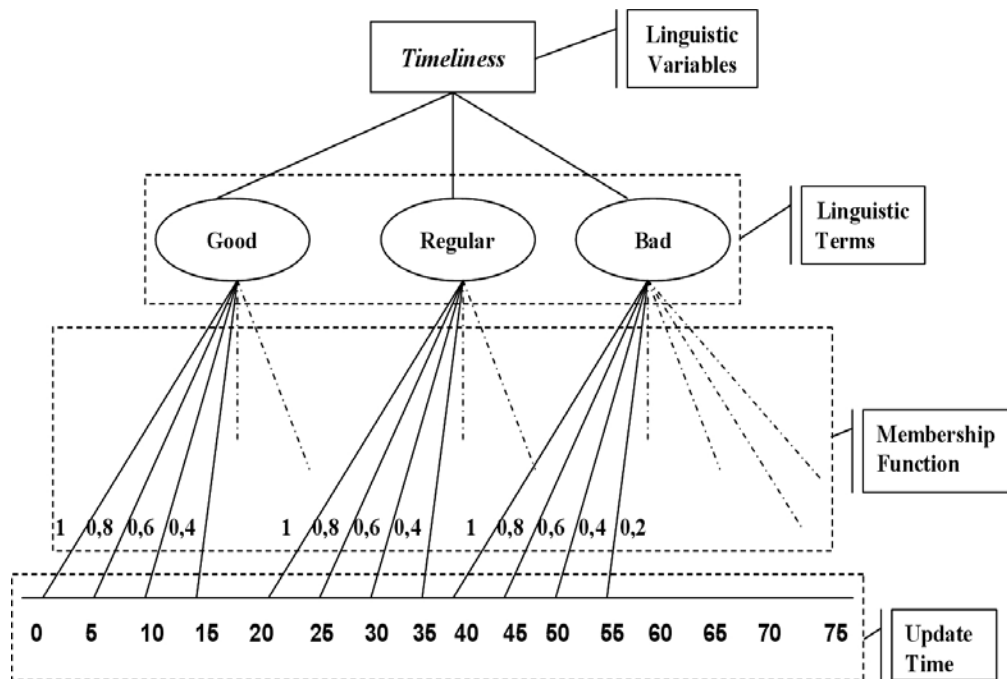 Timeliness
Linguistic
Variables
Good
Regular
Bad
Linguistic
Terms
Membership
Function
1 0,8 0,6 0,4 1 0,8 0,6 0,4 1 0,8 0,6 0,4 0,2
0 5 10 15 20 25 30 35 40 45 50 55 60 65 70 75
Update
Time